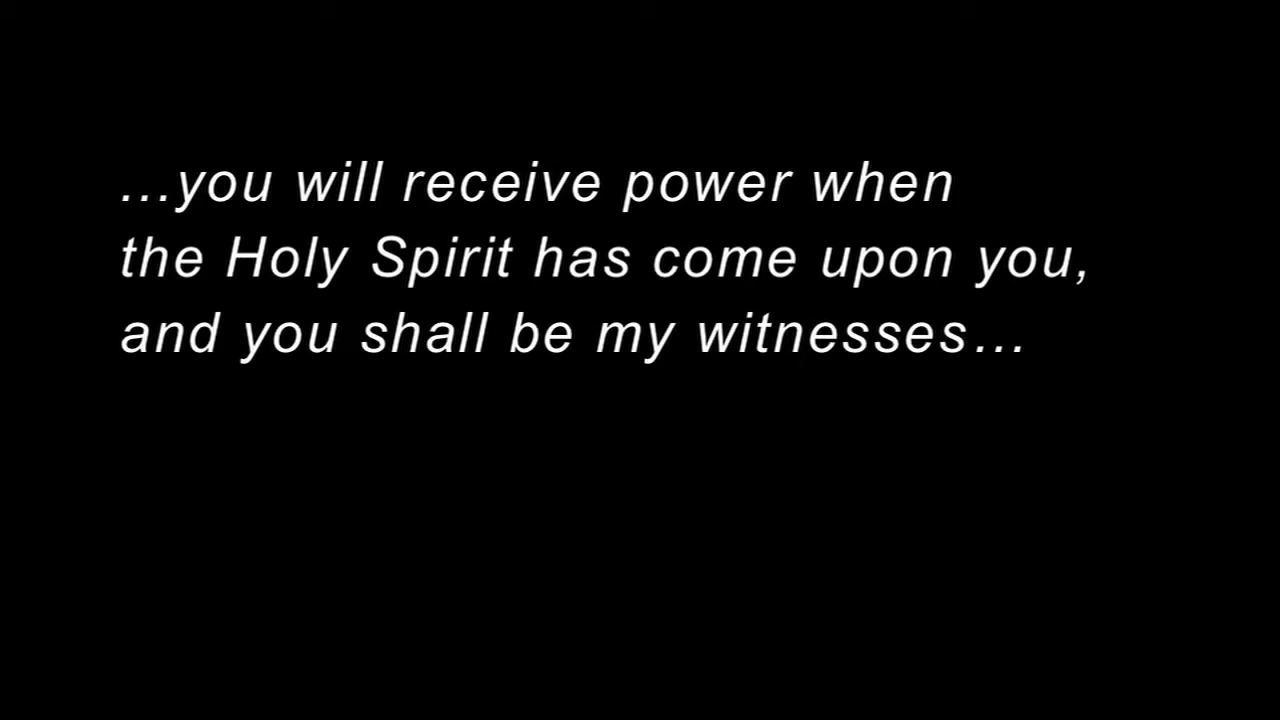 ...you will receive power when
the Holy Spirit has come upon you,
and you shall be my witnesses...